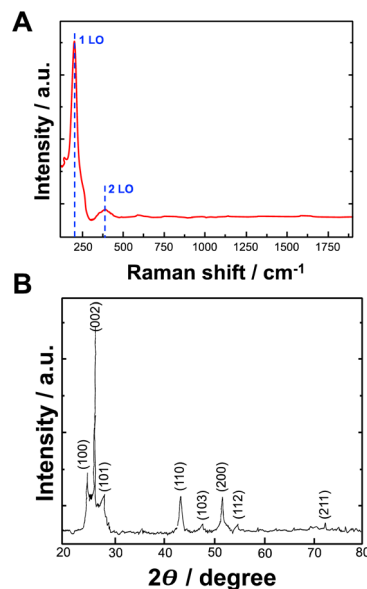 A
1 LO
2 LO
Intensity / a.u.
250 500 750 1000 1250 1500 1750
Raman shift / cm-1
B
(002)
(100)
(101)
(110)
(103)
(200)
(112)
(211)
Intensity / a.u.
20 30 40 50 60 70 80
2θ / degree